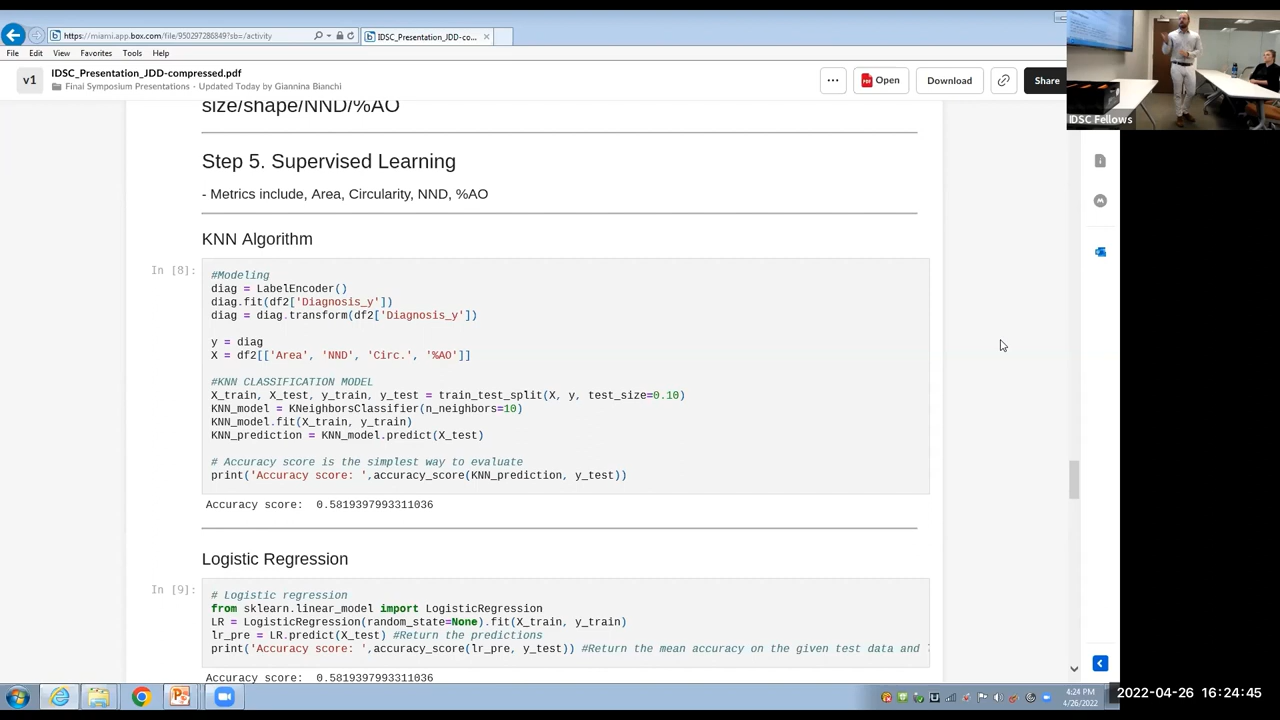 https://miami.app.box.com/file/950297286849?sb=/activity
IDSC_Presentation_JDD-co...
File Edit View Favorites Tools Help
v1
IDSC_Presentation_JDD-compressed.pdf
Final Symposium Presentations - Updated Today by Giannina Bianchi
Open
Download
Share
IDSC Fellows
size/shape/NND/%AO
Step 5. Supervised Learning
- Metrics include, Area, Circularity, NND, %AO
KNN Algorithm
In [8]:
#Modeling
diag = LabelEncoder()
diag.fit(df2['Diagnosis_y'])
diag = diag.transform(df2['Diagnosis_y'])
y = diag
X = df2[['Area', 'NND', 'Circ.', '%AO']]
#KNN CLASSIFICATION MODEL
X_train, X_test, y_train, y_test = train_test_split(X, y, test_size=0.10)
KNN_model = KNeighborsClassifier(n_neighbors=10)
KNN_model.fit(X_train, y_train)
KNN_prediction = KNN_model.predict(X_test)
# Accuracy score is the simplest way to evaluate
print('Accuracy score: ',accuracy_score(KNN_prediction, y_test))
Accuracy score:  0.5819397993311036
Logistic Regression
In [9]:
# Logistic regression
from sklearn.linear_model import LogisticRegression
LR = LogisticRegression(random_state=None).fit(X_train, y_train)
lr_pre = LR.predict(X_test) #Return the predictions
print('Accuracy score: ',accuracy_score(lr_pre, y_test)) #Return the mean accuracy on the given test data and
Accuracy score:  0.5819397993311036
4:24 PM
4/26/2022
2022-04-26 16:24:45